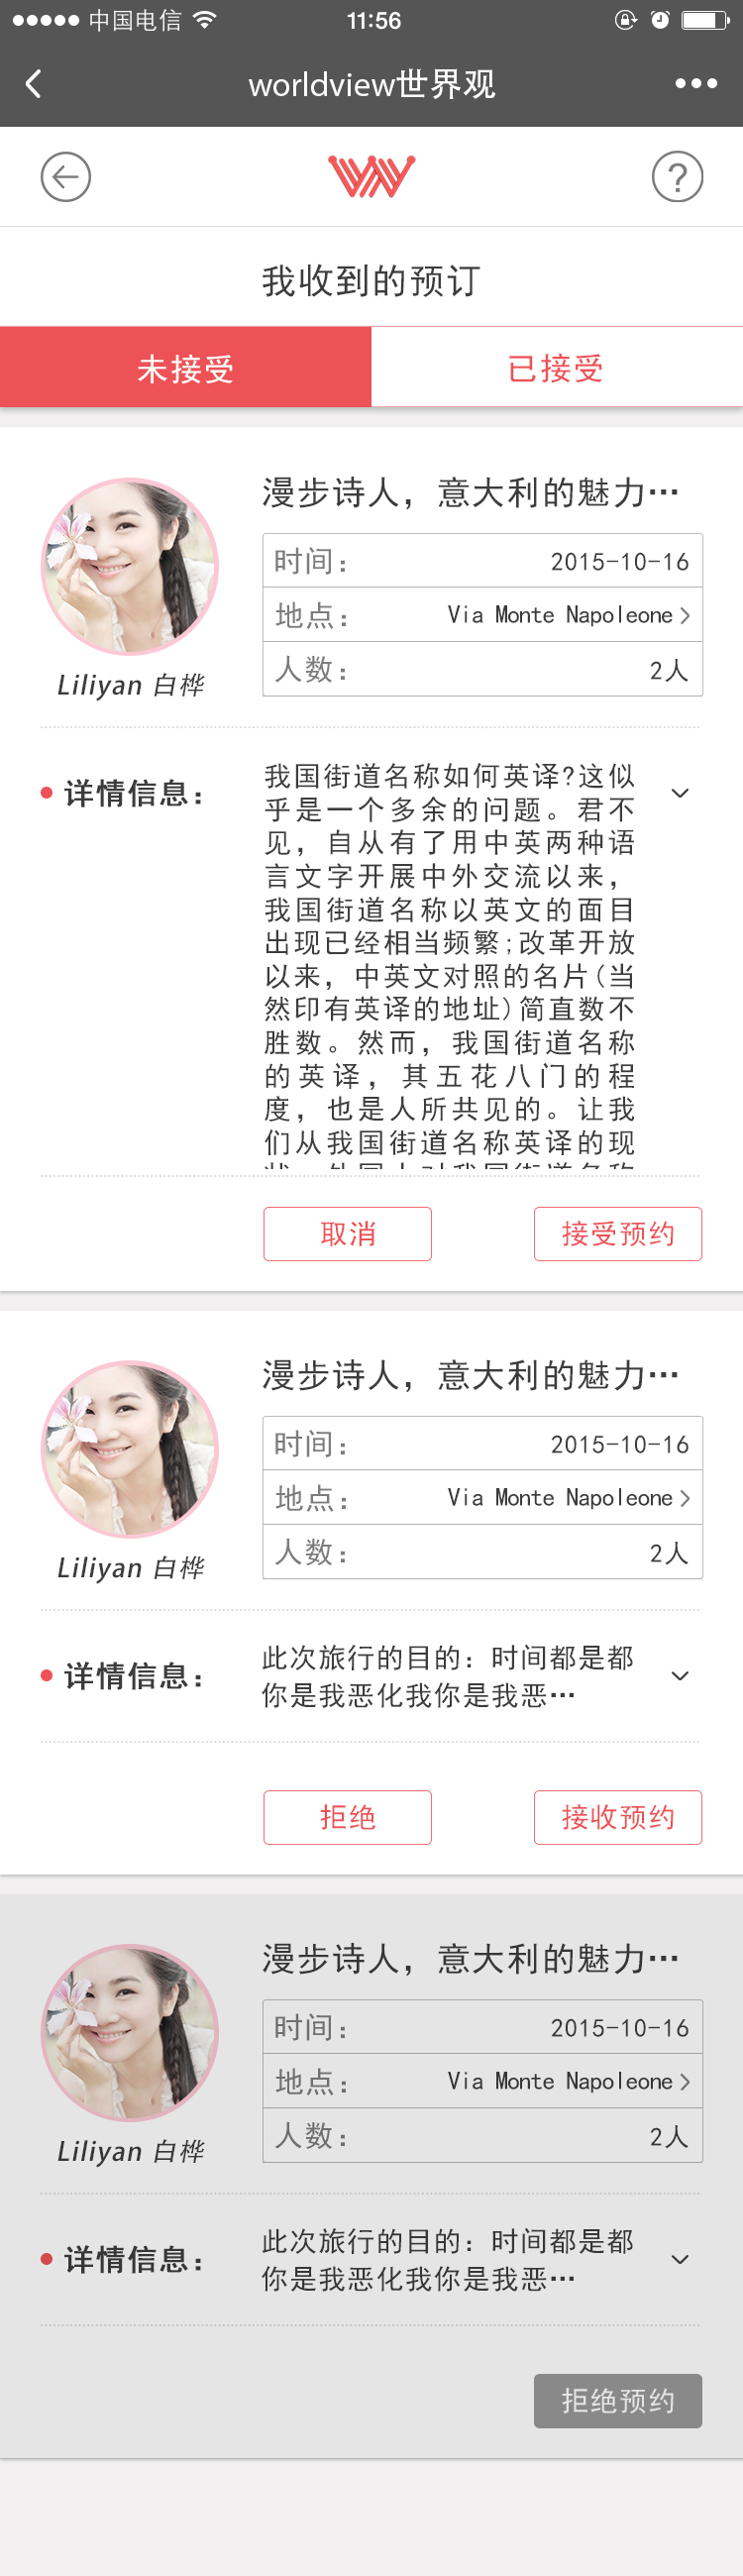 中国电信
11:56
worldview世界观
我收到的预订
未接受
已接受
漫步诗人，意大利的魅力…
时间：
2015-10-16
地点：
Via Monte Napoleone
人数：
2人
Liliyan 白桦
详情信息：
我国街道名称如何英译?这似
乎是一个多余的问题。君不
见，自从有了用中英两种语
言文字开展中外交流以来，
我国街道名称以英文的面目
出现已经相当频繁;改革开放
以来，中英文对照的名片(当
然印有英译的地址)简直数不
胜数。然而，我国街道名称
的英译，其五花八门的程
度，也是人所共见的。让我
们从我国街道名称英译的现
取消
接受预约
漫步诗人，意大利的魅力…
时间：
2015-10-16
地点：
Via Monte Napoleone
人数：
2人
Liliyan 白桦
详情信息：
此次旅行的目的：时间都是都
你是我恶化我你是我恶…
拒绝
接收预约
漫步诗人，意大利的魅力…
时间：
2015-10-16
地点：
Via Monte Napoleone
人数：
2人
Liliyan 白桦
详情信息：
此次旅行的目的：时间都是都
你是我恶化我你是我恶…
拒绝预约